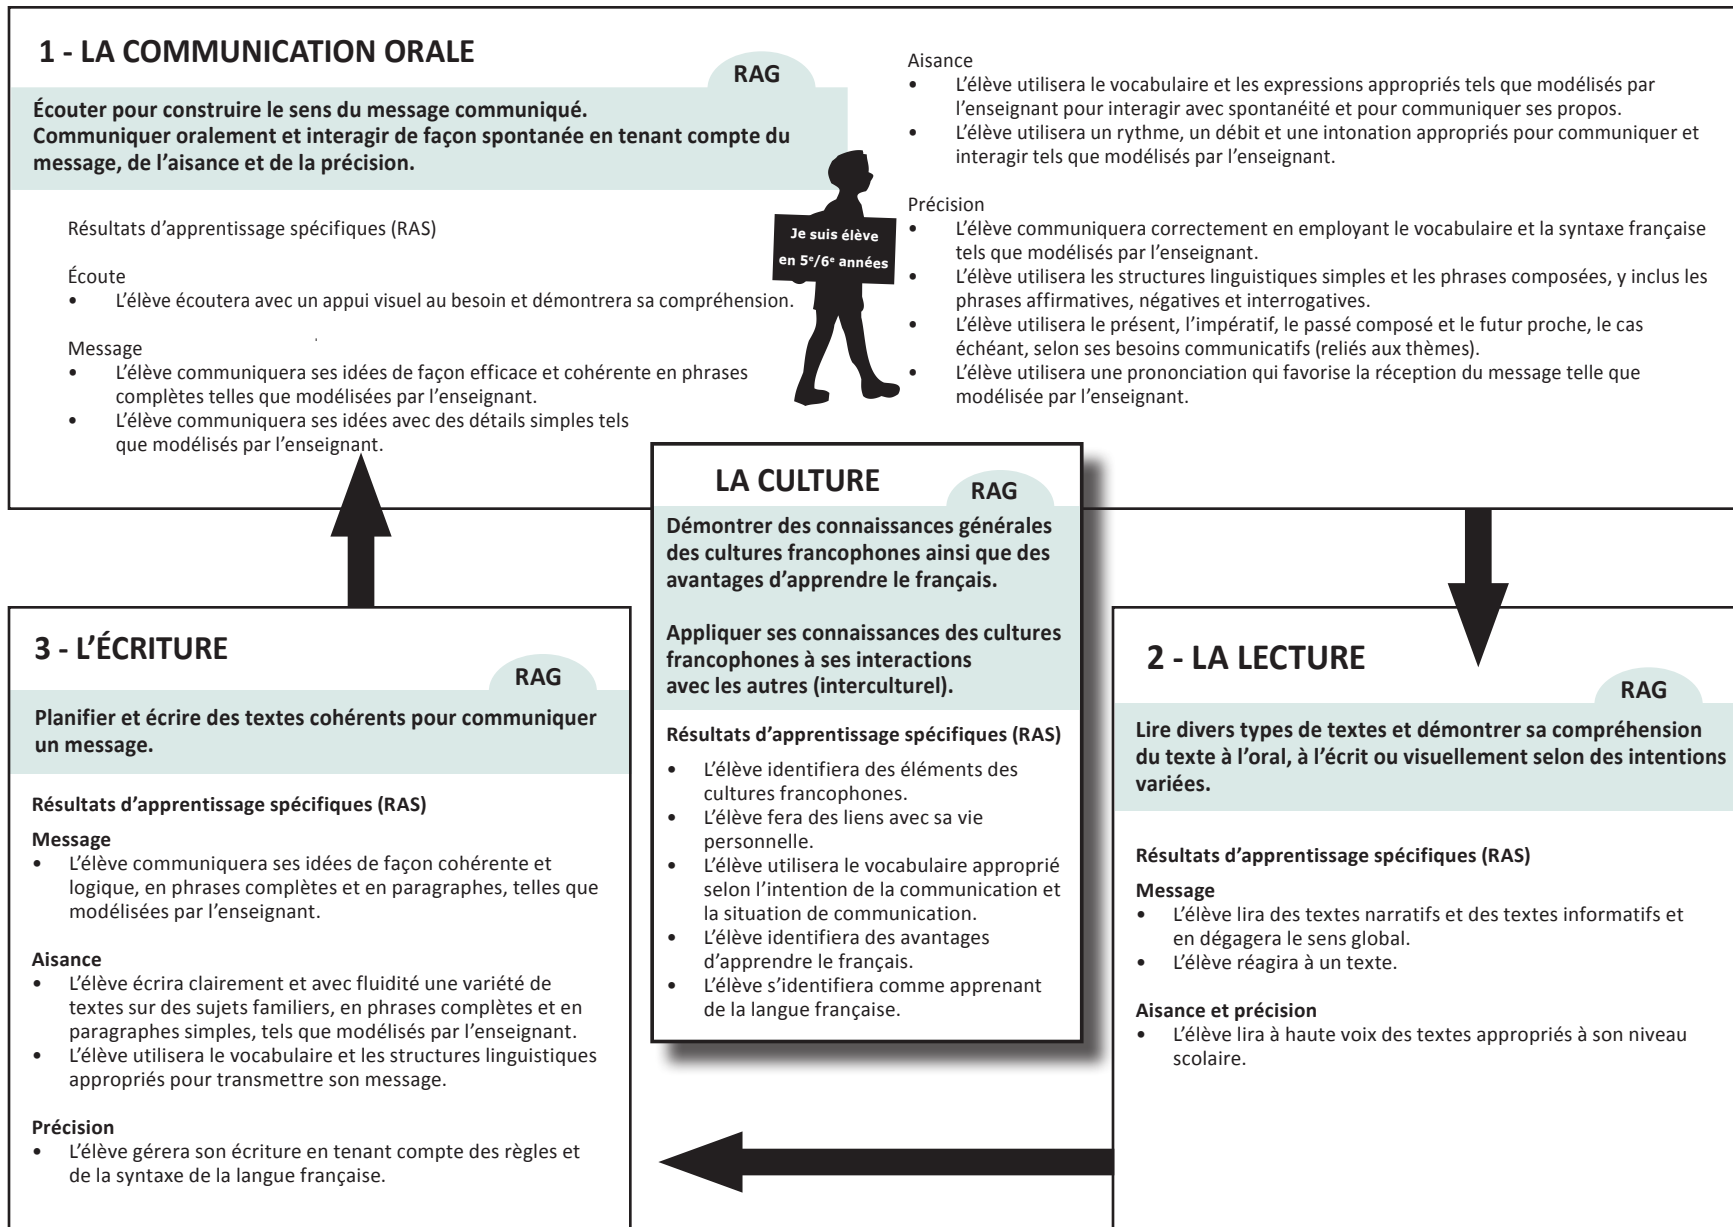 1 - LA COMMUNICATION ORALE
RAG
Écouter pour construire le sens du message communiqué.
Communiquer oralement et interagir de façon spontanée en tenant compte du
message, de l’aisance et de la précision.
Résultats d’apprentissage spécifiques (RAS)
Écoute
• L’élève écoutera avec un appui visuel au besoin et démontrera sa compréhension.
Message
• L’élève communiquera ses idées de façon efficace et cohérente en phrases
complètes telles que modélisées par l’enseignant.
• L’élève communiquera ses idées avec des détails simples tels
que modélisés par l’enseignant.
Je suis élève
en 5e/6e années
Aisance
• L’élève utilisera le vocabulaire et les expressions appropriés tels que modélisés par
l’enseignant pour interagir avec spontanéité et pour communiquer ses propos.
• L’élève utilisera un rythme, un débit et une intonation appropriés pour communiquer et
interagir tels que modélisés par l’enseignant.
Précision
• L’élève communiquera correctement en employant le vocabulaire et la syntaxe française
tels que modélisés par l’enseignant.
• L’élève utilisera les structures linguistiques simples et les phrases composées, y inclus les
phrases affirmatives, négatives et interrogatives.
• L’élève utilisera le présent, l’impératif, le passé composé et le futur proche, le cas
échéant, selon ses besoins communicatifs (reliés aux thèmes).
• L’élève utilisera une prononciation qui favorise la réception du message telle que
modélisée par l’enseignant.
LA CULTURE
RAG
Démontrer des connaissances générales
des cultures francophones ainsi que des
avantages d’apprendre le français.
Appliquer ses connaissances des cultures
francophones à ses interactions
avec les autres (interculturel).
Résultats d’apprentissage spécifiques (RAS)
• L’élève identifiera des éléments des
cultures francophones.
• L’élève fera des liens avec sa vie
personnelle.
• L’élève utilisera le vocabulaire approprié
selon l’intention de la communication et
la situation de communication.
• L’élève identifiera des avantages
d’apprendre le français.
• L’élève s’identifiera comme apprenant
de la langue française.
2 - LA LECTURE
RAG
Lire divers types de textes et démontrer sa compréhension
du texte à l’oral, à l’écrit ou visuellement selon des intentions
variées.
Résultats d’apprentissage spécifiques (RAS)
Message
• L’élève lira des textes narratifs et des textes informatifs et
en dégagera le sens global.
• L’élève réagira à un texte.
Aisance et précision
• L’élève lira à haute voix des textes appropriés à son niveau
scolaire.
3 - L’ÉCRITURE
RAG
Planifier et écrire des textes cohérents pour communiquer
un message.
Résultats d’apprentissage spécifiques (RAS)
Message
• L’élève communiquera ses idées de façon cohérente et
logique, en phrases complètes et en paragraphes, telles que
modélisées par l’enseignant.
Aisance
• L’élève écrira clairement et avec fluidité une variété de
textes sur des sujets familiers, en phrases complètes et en
paragraphes simples, tels que modélisés par l’enseignant.
• L’élève utilisera le vocabulaire et les structures linguistiques
appropriés pour transmettre son message.
Précision
• L’élève gérera son écriture en tenant compte des règles et
de la syntaxe de la langue française.